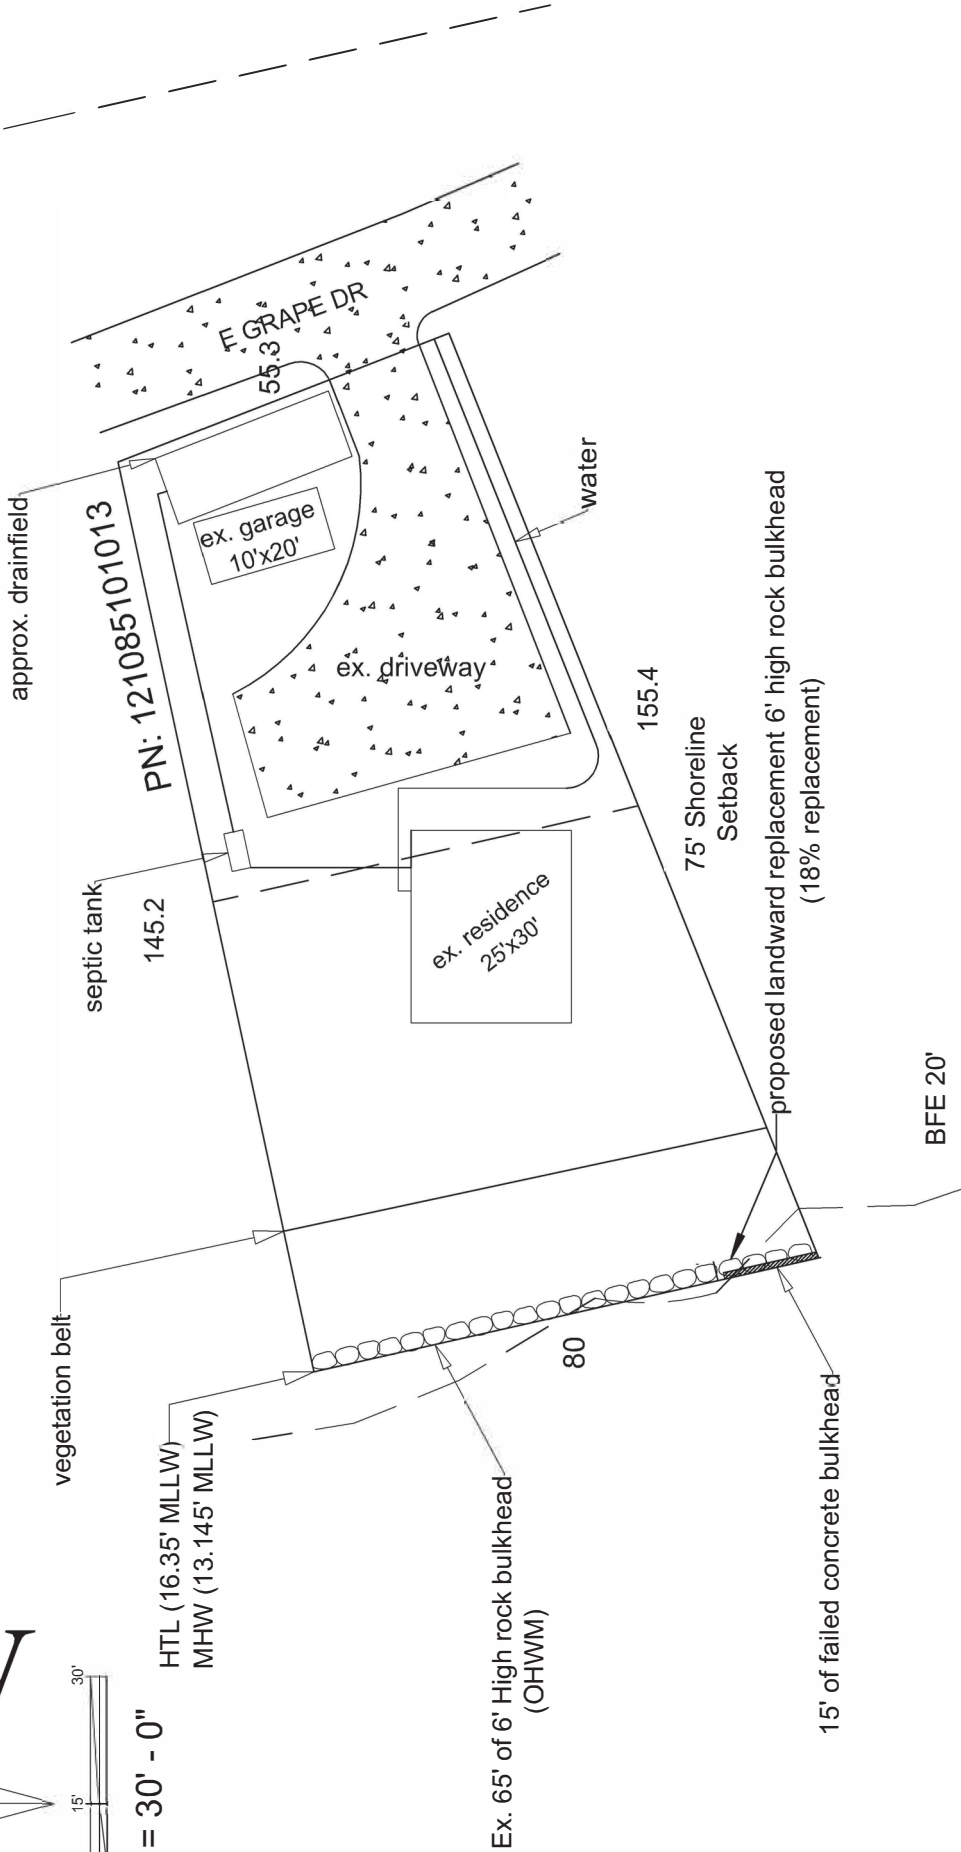 approx. drainfield
E GRAPE DR
55.3
PN: 121085101013
ex. garage
10'x20'
water
ex. driveway
155.4
septic tank
145.2
75' Shoreline
Setback
proposed landward replacement 6' high rock bulkhead
(18% replacement)
ex. residence
25'x30'
BFE 20'
vegetation belt
80
HTL (16.35' MLLW)
MHW (13.145' MLLW)
Ex. 65' of 6' High rock bulkhead
(OHWM)
15' of failed concrete bulkhead
30'
15'
= 30' - 0"